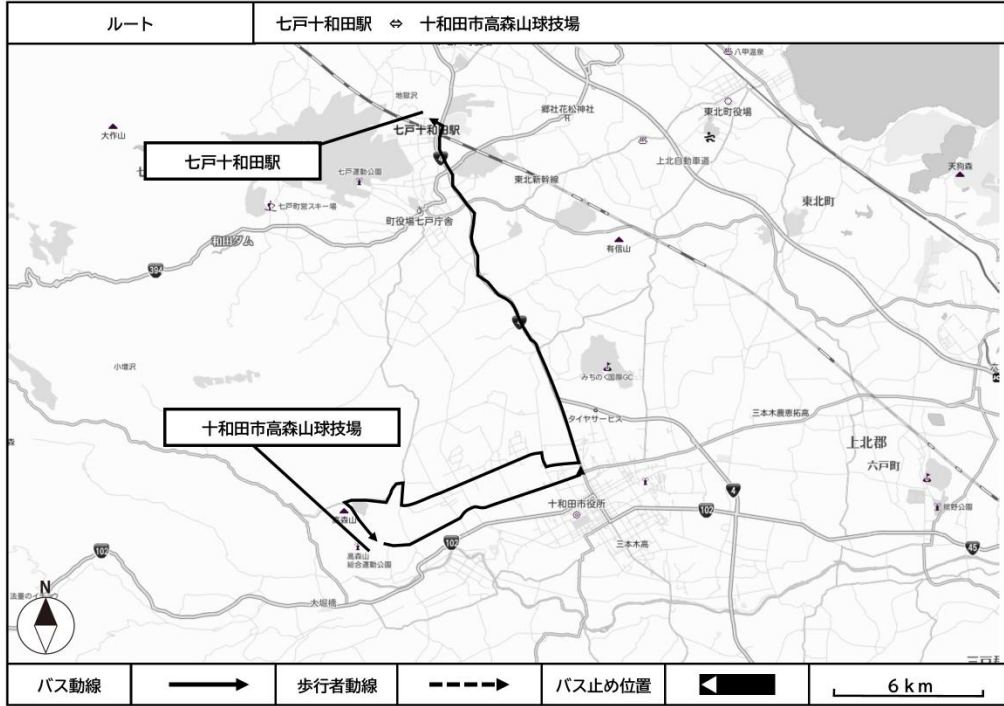 ルート
七戸十和田駅 ⇔ 十和田市高森山球技場
八甲温泉
地獄沢
郷社花松神社
東北町役場
大作山
七戸十和田駅
七戸十和田駅
4
上北自動車道
天狗森
七戸運動公園
東北新幹線
七戸町営スキー場
東北町
町役場七戸庁舎
和田ダム
有信山
394
4
小増沢
みちのく国際GC
タイヤサービス
三本木農恵拓高
十和田市高森山球技場
上北郡
六戸町
4
十和田市役所
舘野公園
高森山
102
102
三本木高
高森山
総合運動公園
102
45
大堀橋
N
バス動線
歩行者動線
バス止め位置
6km